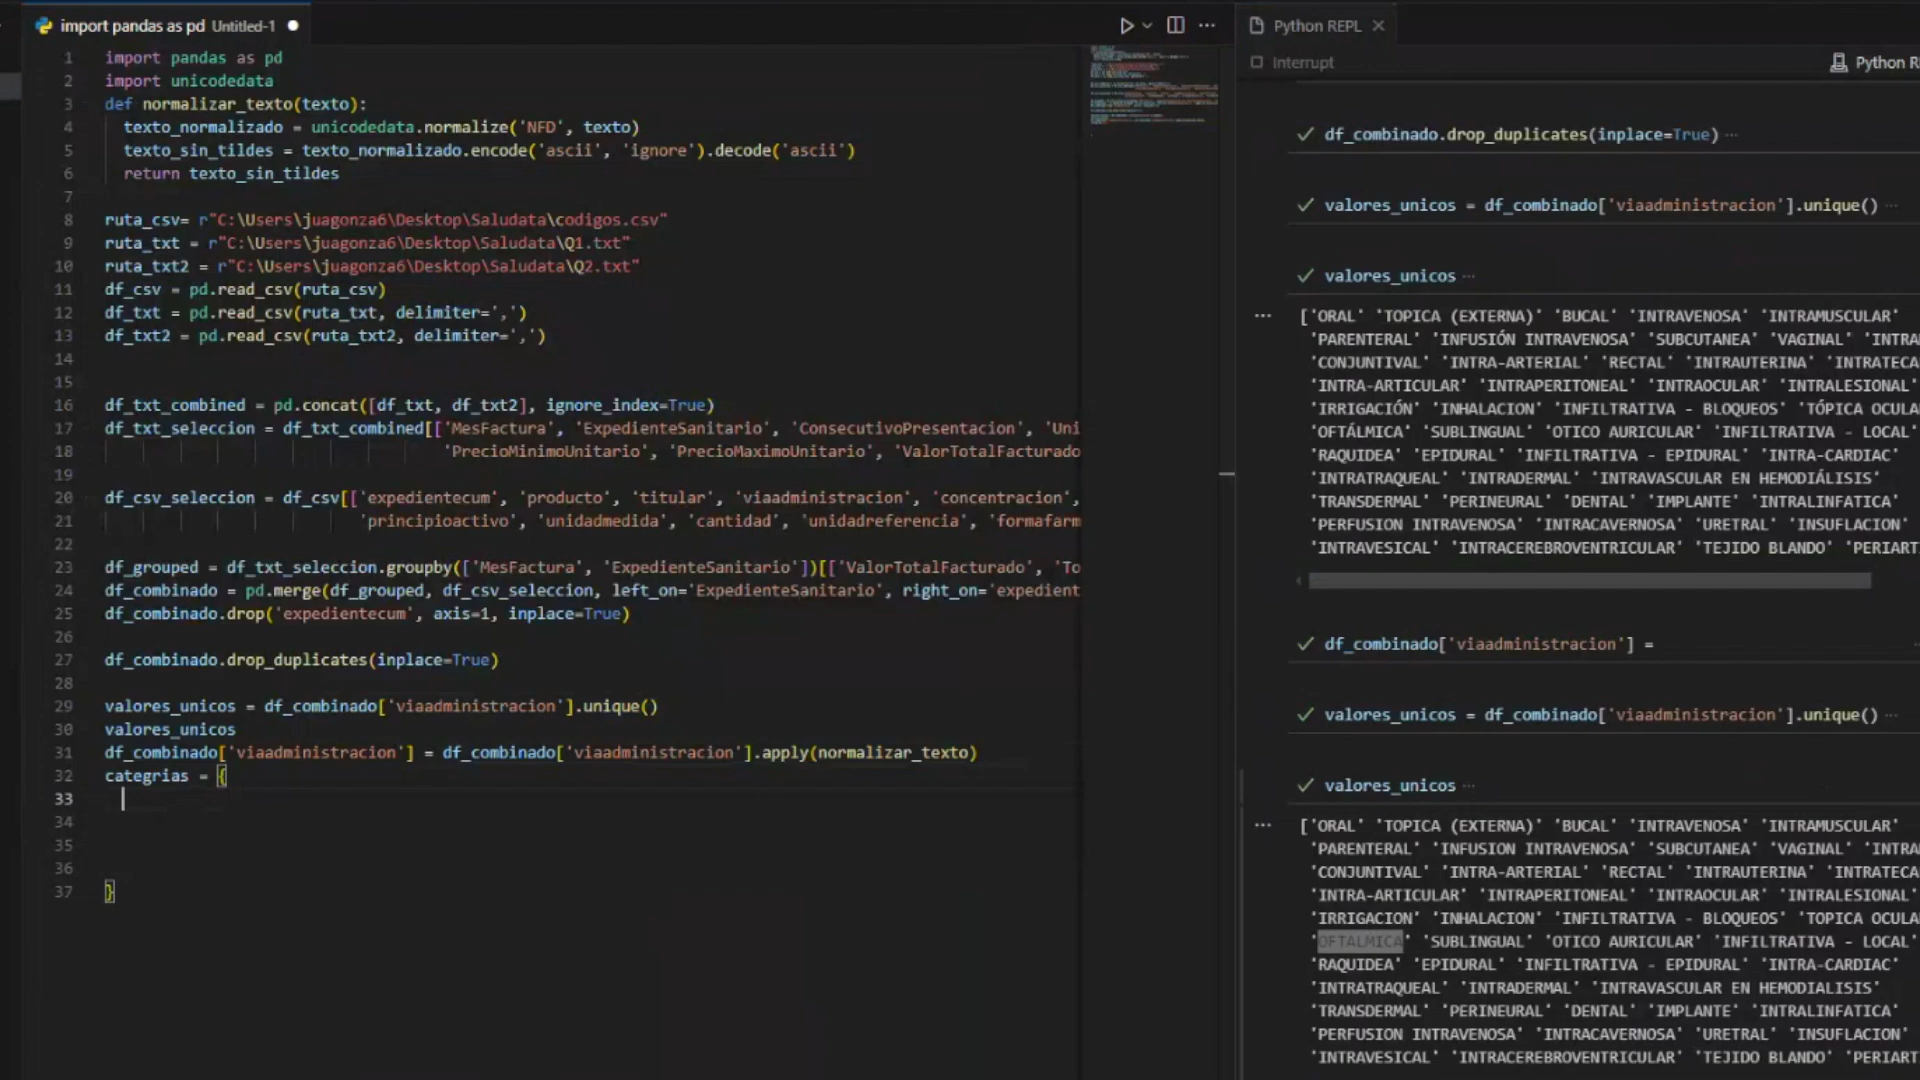 import pandas as pd Untitled-1
1 import pandas as pd
2 import unicodedata
3 def normalizar_texto(texto):
4 texto_normalizado = unicodedata.normalize('NFD', texto)
5 texto_sin_tildes = texto_normalizado.encode('ascii', 'ignore').decode('ascii')
6 return texto_sin_tildes
7
8 ruta_csv= r"C:\Users\juagonza6\Desktop\Saludata\codigos.csv"
9 ruta_txt = r"C:\Users\juagonza6\Desktop\Saludata\Q1.txt"
10 ruta_txt2 = r"C:\Users\juagonza6\Desktop\Saludata\Q2.txt"
11 df_csv = pd.read_csv(ruta_csv)
12 df_txt = pd.read_csv(ruta_txt, delimiter=',')
13 df_txt2 = pd.read_csv(ruta_txt2, delimiter=',')
14
15
16 df_txt_combined = pd.concat([df_txt, df_txt2], ignore_index=True)
17 df_txt_seleccion = df_txt_combined[['MesFactura', 'ExpedienteSanitario', 'ConsecutivoPresentacion', 'Uni
18 'PrecioMinimoUnitario', 'PrecioMaximoUnitario', 'ValorTotalFacturado
19
20 df_csv_seleccion = df_csv[['expedientecum', 'producto', 'titular', 'viaadministracion', 'concentracion',
21 'principioactivo', 'unidadmedida', 'cantidad', 'unidadreferencia', 'formafarm
22
23 df_grouped = df_txt_seleccion.groupby(['MesFactura', 'ExpedienteSanitario'])[['ValorTotalFacturado', 'To
24 df_combinado = pd.merge(df_grouped, df_csv_seleccion, left_on='ExpedienteSanitario', right_on='expedient
25 df_combinado.drop('expedientecum', axis=1, inplace=True)
26
27 df_combinado.drop_duplicates(inplace=True)
28
29 valores_unicos = df_combinado['viaadministracion'].unique()
30 valores_unicos
31 df_combinado['viaadministracion'] = df_combinado['viaadministracion'].apply(normalizar_texto)
32 categrias = {
33
34
35
36
37 }
Python REPL
Interrupt Python R
df_combinado.drop_duplicates(inplace=True) ...
valores_unicos = df_combinado['viaadministracion'].unique() ...
valores_unicos ...
['ORAL' 'TOPICA (EXTERNA)' 'BUCAL' 'INTRAVENOSA' 'INTRAMUSCULAR'
'PARENTERAL' 'INFUSIÓN INTRAVENOSA' 'SUBCUTANEA' 'VAGINAL' 'INTRA
'CONJUNTIVAL' 'INTRA-ARTERIAL' 'RECTAL' 'INTRAUTERINA' 'INTRATECA
'INTRA-ARTICULAR' 'INTRAPERITONEAL' 'INTRAOCULAR' 'INTRALESIONAL'
'IRRIGACIÓN' 'INHALACION' 'INFILTRATIVA - BLOQUEOS' 'TÓPICA OCULA
'OFTÁLMICA' 'SUBLINGUAL' 'OTICO AURICULAR' 'INFILTRATIVA - LOCAL'
'RAQUIDEA' 'EPIDURAL' 'INFILTRATIVA - EPIDURAL' 'INTRA-CARDIAC'
'INTRATRAQUEAL' 'INTRADERMAL' 'INTRAVASCULAR EN HEMODIÁLISIS'
'TRANSDERMAL' 'PERINEURAL' 'DENTAL' 'IMPLANTE' 'INTRALINFATICA'
'PERFUSION INTRAVENOSA' 'INTRACAVERNOSA' 'URETRAL' 'INSUFLACION'
'INTRAVESICAL' 'INTRACEREBROVENTRICULAR' 'TEJIDO BLANDO' 'PERIARTI
df_combinado['viaadministracion'] =
valores_unicos = df_combinado['viaadministracion'].unique() ...
valores_unicos ...
['ORAL' 'TOPICA (EXTERNA)' 'BUCAL' 'INTRAVENOSA' 'INTRAMUSCULAR'
'PARENTERAL' 'INFUSION INTRAVENOSA' 'SUBCUTANEA' 'VAGINAL' 'INTRA
'CONJUNTIVAL' 'INTRA-ARTERIAL' 'RECTAL' 'INTRAUTERINA' 'INTRATECA
'INTRA-ARTICULAR' 'INTRAPERITONEAL' 'INTRAOCULAR' 'INTRALESIONAL'
'IRRIGACION' 'INHALACION' 'INFILTRATIVA - BLOQUEOS' 'TOPICA OCULA
'OFTALMICA' 'SUBLINGUAL' 'OTICO AURICULAR' 'INFILTRATIVA - LOCAL'
'RAQUIDEA' 'EPIDURAL' 'INFILTRATIVA - EPIDURAL' 'INTRA-CARDIAC'
'INTRATRAQUEAL' 'INTRADERMAL' 'INTRAVASCULAR EN HEMODIALISIS'
'TRANSDERMAL' 'PERINEURAL' 'DENTAL' 'IMPLANTE' 'INTRALINFATICA'
'PERFUSION INTRAVENOSA' 'INTRACAVERNOSA' 'URETRAL' 'INSUFLACION'
'INTRAVESICAL' 'INTRACEREBROVENTRICULAR' 'TEJIDO BLANDO' 'PERIARTI